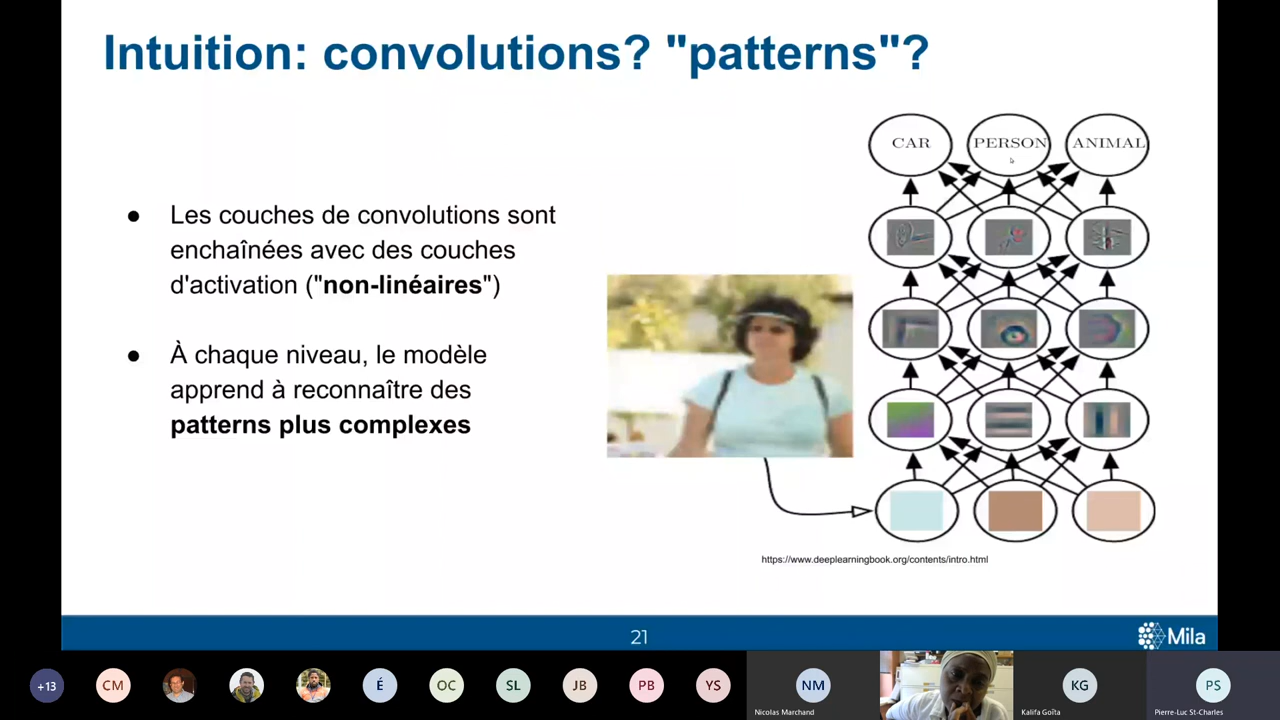 Intuition: convolutions? "patterns"?
CAR
PERSON
ANIMAL
● Les couches de convolutions sont
enchaînées avec des couches
d'activation ("non-linéaires")
● À chaque niveau, le modèle
apprend à reconnaître des
patterns plus complexes
https://www.deeplearningbook.org/contents/intro.html
21
Mila
+13
CM
É
OC
SL
JB
PB
YS
NM
KG
PS
Nicolas Marchand
Kalifa Goïta
Pierre-Luc St-Charles